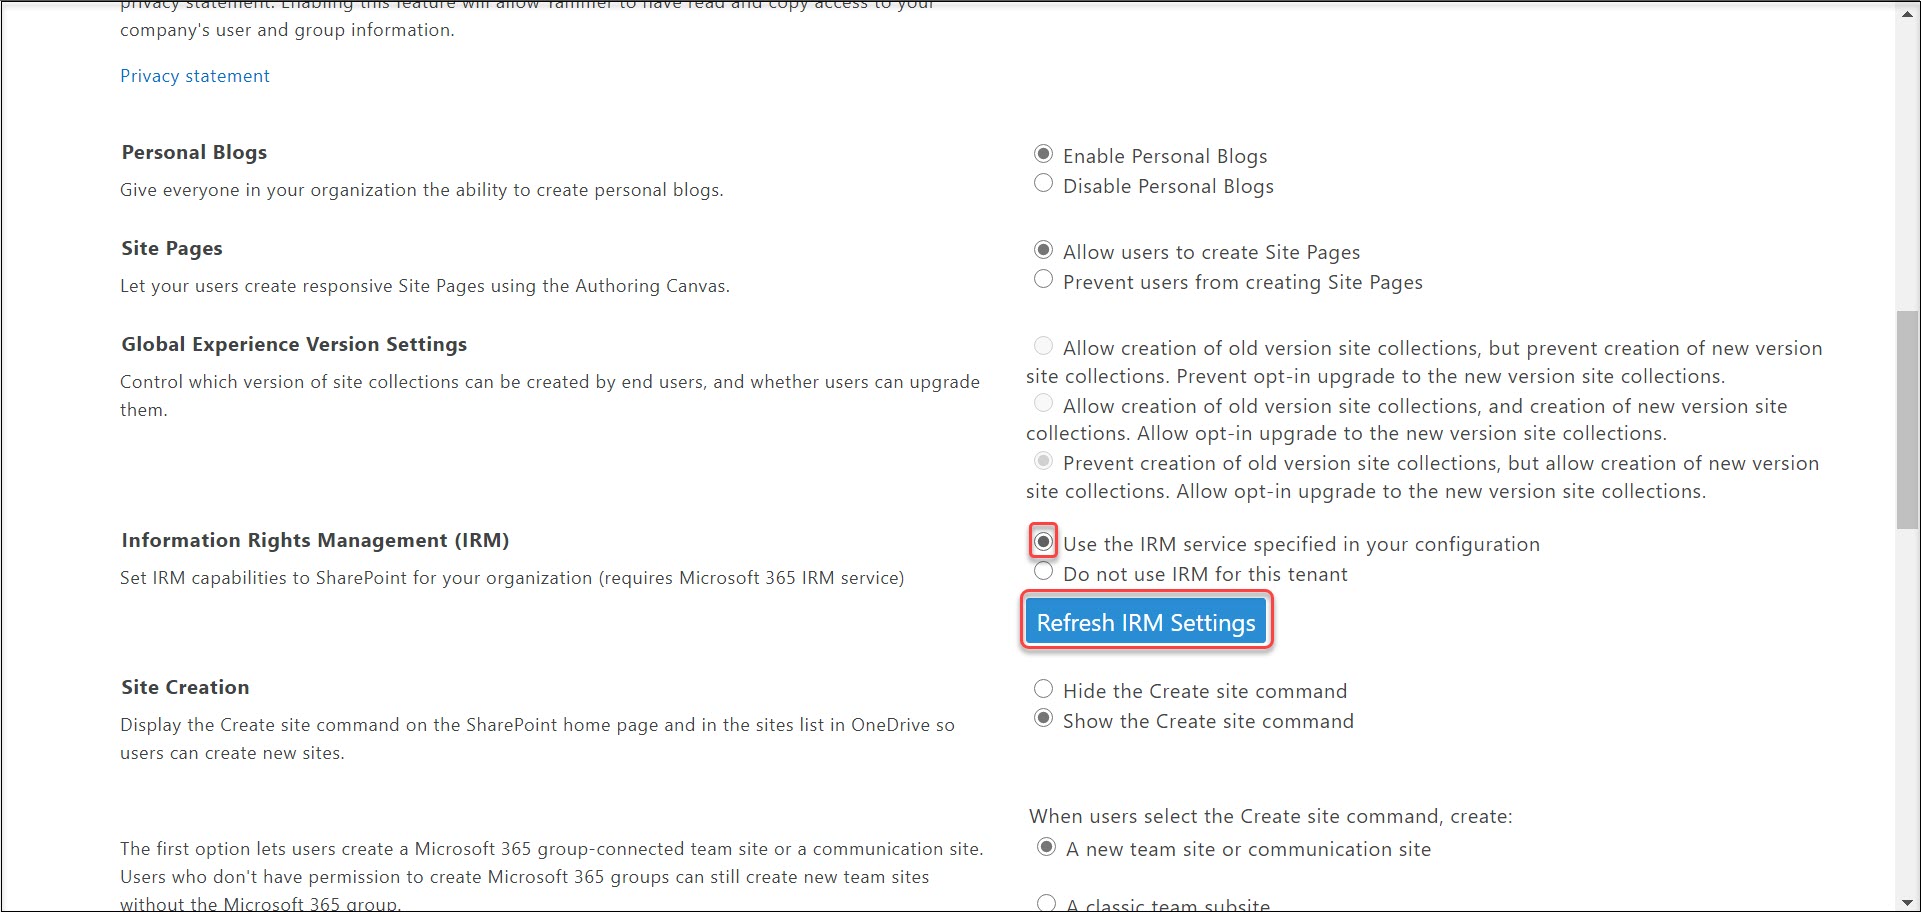 privacy statement. Enabling this feature will allow Yammer to have read and copy access to your
company's user and group information.
Privacy statement
Personal Blogs
Give everyone in your organization the ability to create personal blogs.
Enable Personal Blogs
Disable Personal Blogs
Site Pages
Let your users create responsive Site Pages using the Authoring Canvas.
Allow users to create Site Pages
Prevent users from creating Site Pages
Global Experience Version Settings
Control which version of site collections can be created by end users, and whether users can upgrade
them.
Allow creation of old version site collections, but prevent creation of new version
site collections. Prevent opt-in upgrade to the new version site collections.
Allow creation of old version site collections, and creation of new version site
collections. Allow opt-in upgrade to the new version site collections.
Prevent creation of old version site collections, but allow creation of new version
site collections. Allow opt-in upgrade to the new version site collections.
Information Rights Management (IRM)
Set IRM capabilities to SharePoint for your organization (requires Microsoft 365 IRM service)
Use the IRM service specified in your configuration
Do not use IRM for this tenant
Refresh IRM Settings
Site Creation
Display the Create site command on the SharePoint home page and in the sites list in OneDrive so
users can create new sites.
Hide the Create site command
Show the Create site command
The first option lets users create a Microsoft 365 group-connected team site or a communication site.
Users who don't have permission to create Microsoft 365 groups can still create new team sites
without the Microsoft 365 group.
When users select the Create site command, create:
A new team site or communication site
A classic team subsite